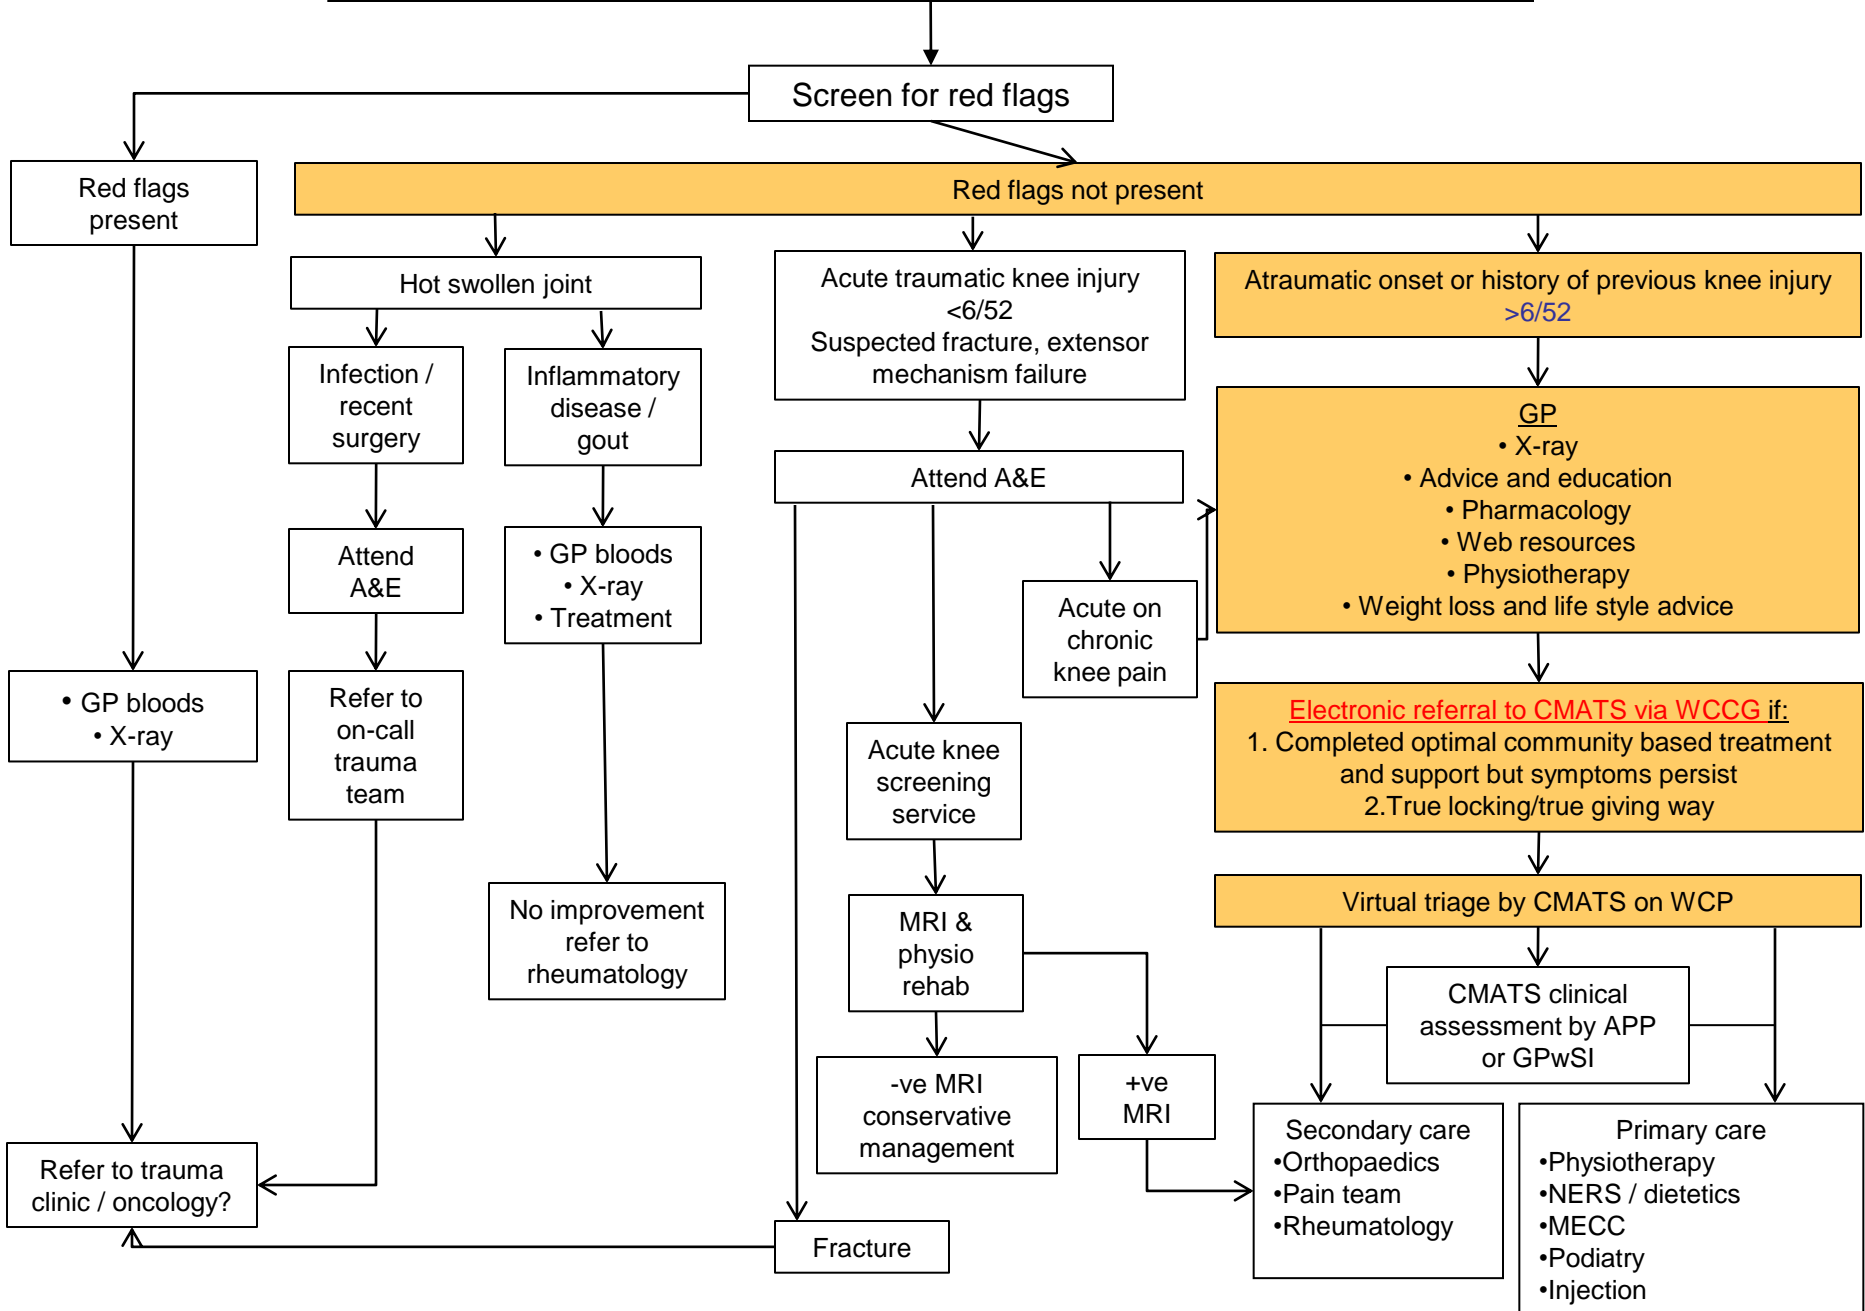 Screen for red flags
Red flags
present
Red flags not present
Hot swollen joint
Acute traumatic knee injury
<6/52
Suspected fracture, extensor
mechanism failure
Atraumatic onset or history of previous knee injury
>6/52
Infection /
recent
surgery
Inflammatory
disease /
gout
GP
• X-ray
• Advice and education
• Pharmacology
• Web resources
• Physiotherapy
• Weight loss and life style advice
Attend A&E
Attend
A&E
• GP bloods
• X-ray
• Treatment
Acute on
chronic
knee pain
• GP bloods
• X-ray
Refer to
on-call
trauma
team
Electronic referral to CMATS via WCCG if:
1. Completed optimal community based treatment
and support but symptoms persist
2.True locking/true giving way
Acute knee
screening
service
No improvement
refer to
rheumatology
MRI &
physio
rehab
Virtual triage by CMATS on WCP
CMATS clinical
assessment by APP
or GPwSI
-ve MRI
conservative
management
+ve
MRI
Secondary care
•Orthopaedics
•Pain team
•Rheumatology
Primary care
•Physiotherapy
•NERS / dietetics
•MECC
•Podiatry
•Injection
Refer to trauma
clinic / oncology?
Fracture